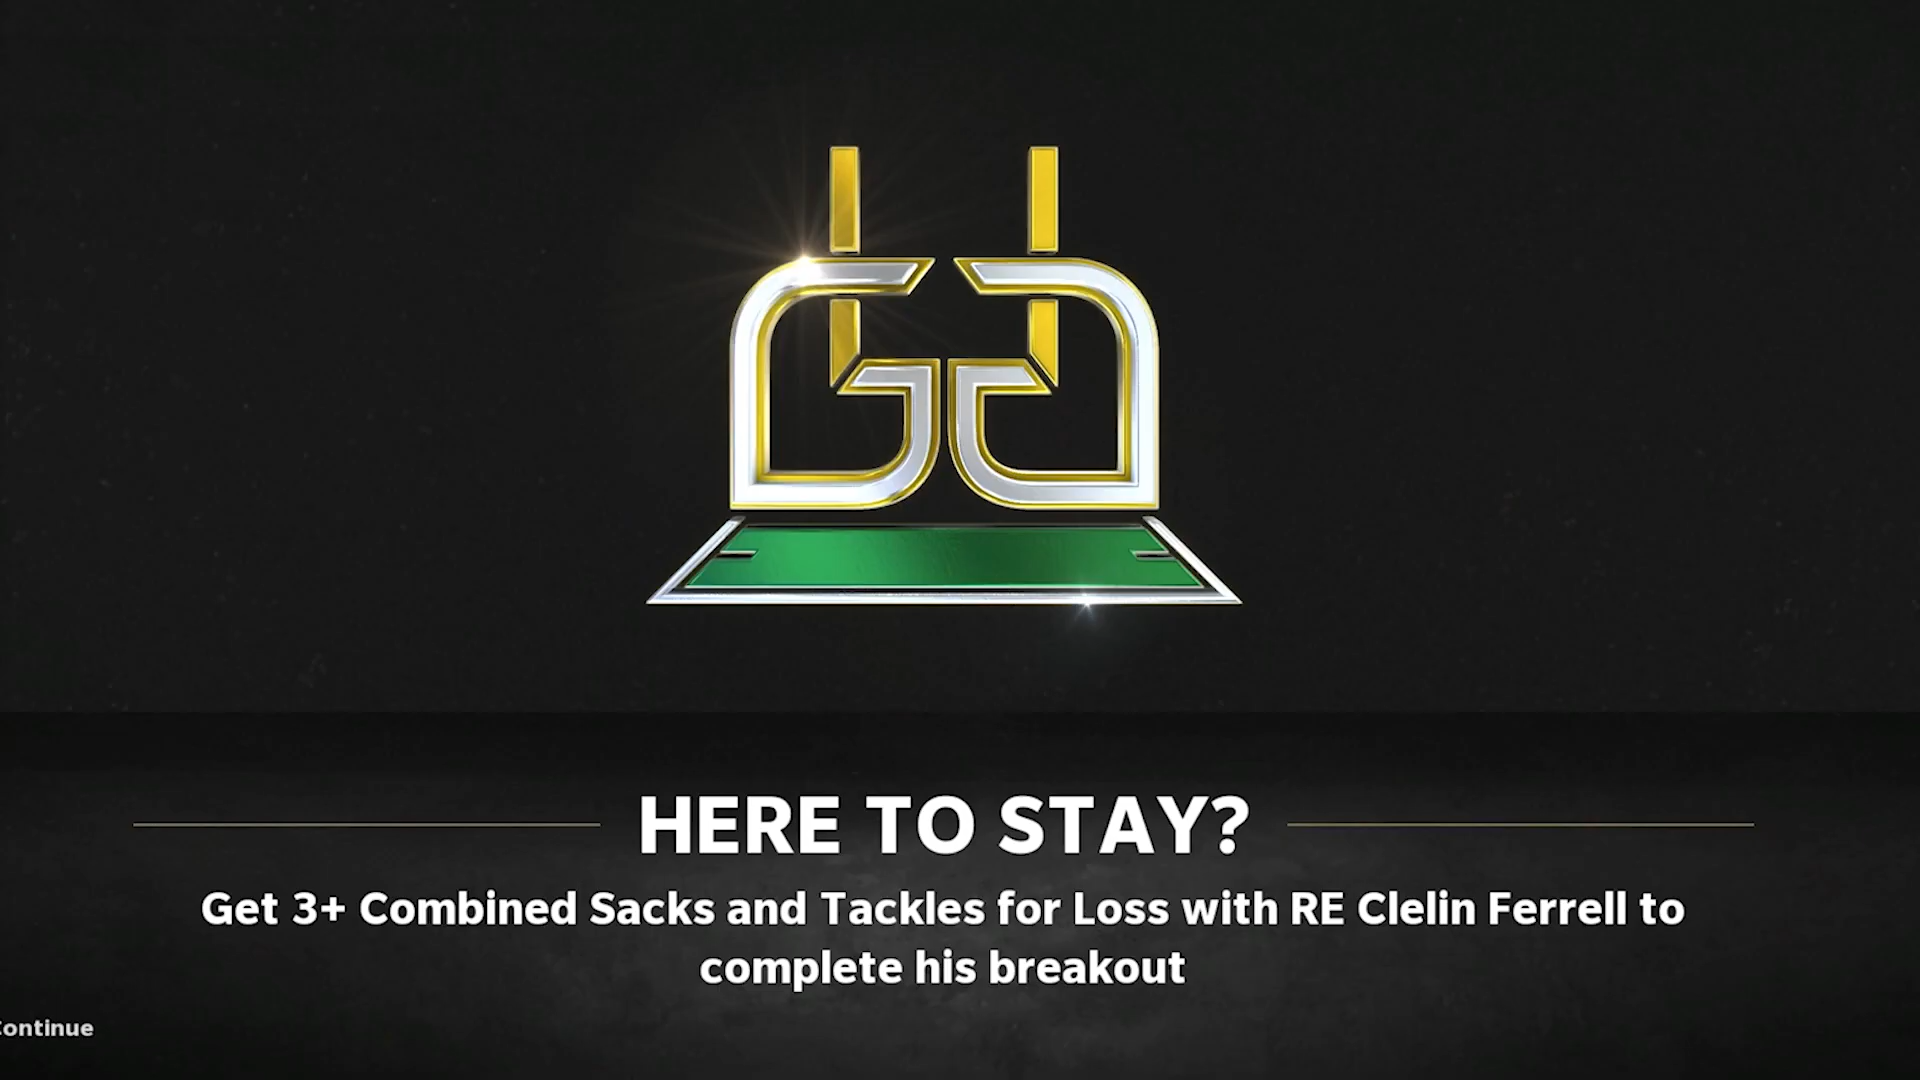 HERE TO STAY?
Get 3+ Combined Sacks and Tackles for Loss with RE Clelin Ferrell to
complete his breakout
Continue